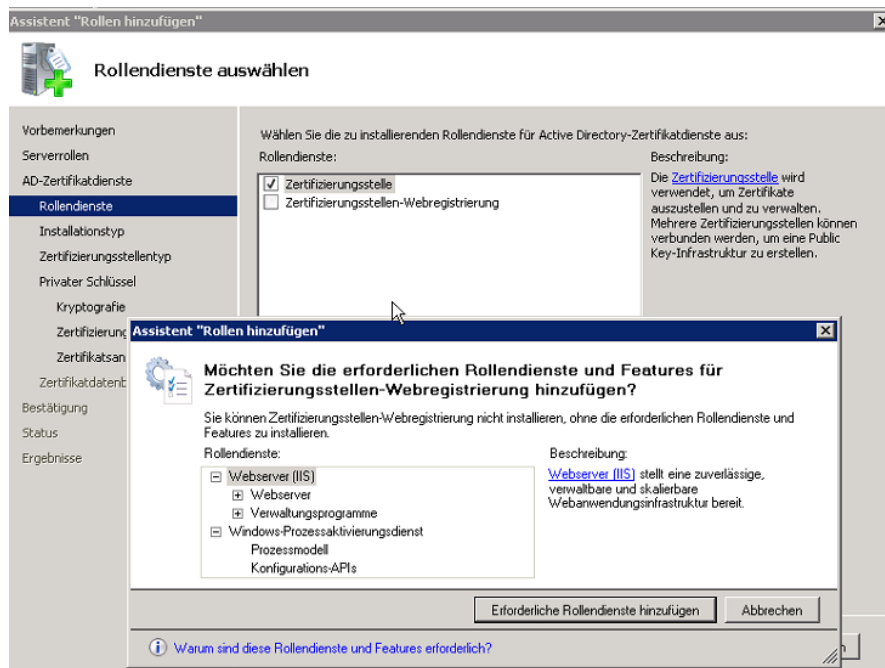 Assistent "Rollen hinzufügen"
Rollendienste auswählen
Vorbemerkungen
Serverrollen
AD-Zertifikatdienste
Rollendienste
Installationstyp
Zertifizierungsstellentyp
Privater Schlüssel
Kryptografie
Zertifizierung
Zertifikatsan
Zertifikatdatenb
Bestätigung
Status
Ergebnisse
Wählen Sie die zu installierenden Rollendienste für Active Directory-Zertifikatdienste aus:
Rollendienste:
Zertifizierungsstelle
Zertifizierungsstellen-Webregistrierung
Beschreibung:
Die Zertifizierungsstelle wird
verwendet, um Zertifikate
auszustellen und zu verwalten.
Mehrere Zertifizierungsstellen können
verbunden werden, um eine Public
Key-Infrastruktur zu erstellen.
Assistent "Rollen hinzufügen"
Möchten Sie die erforderlichen Rollendienste und Features für
Zertifizierungsstellen-Webregistrierung hinzufügen?
Sie können Zertifizierungsstellen-Webregistrierung nicht installieren, ohne die erforderlichen Rollendienste und
Features zu installieren.
Rollendienste:
Webserver (IIS)
Webserver
Verwaltungsprogramme
Windows-Prozessaktivierungsdienst
Prozessmodell
Konfigurations-APIs
Beschreibung:
Webserver (IIS) stellt eine zuverlässige,
verwaltbare und skalierbare
Webanwendungsinfrastruktur bereit.
Erforderliche Rollendienste hinzufügen
Abbrechen
Warum sind diese Rollendienste und Features erforderlich?